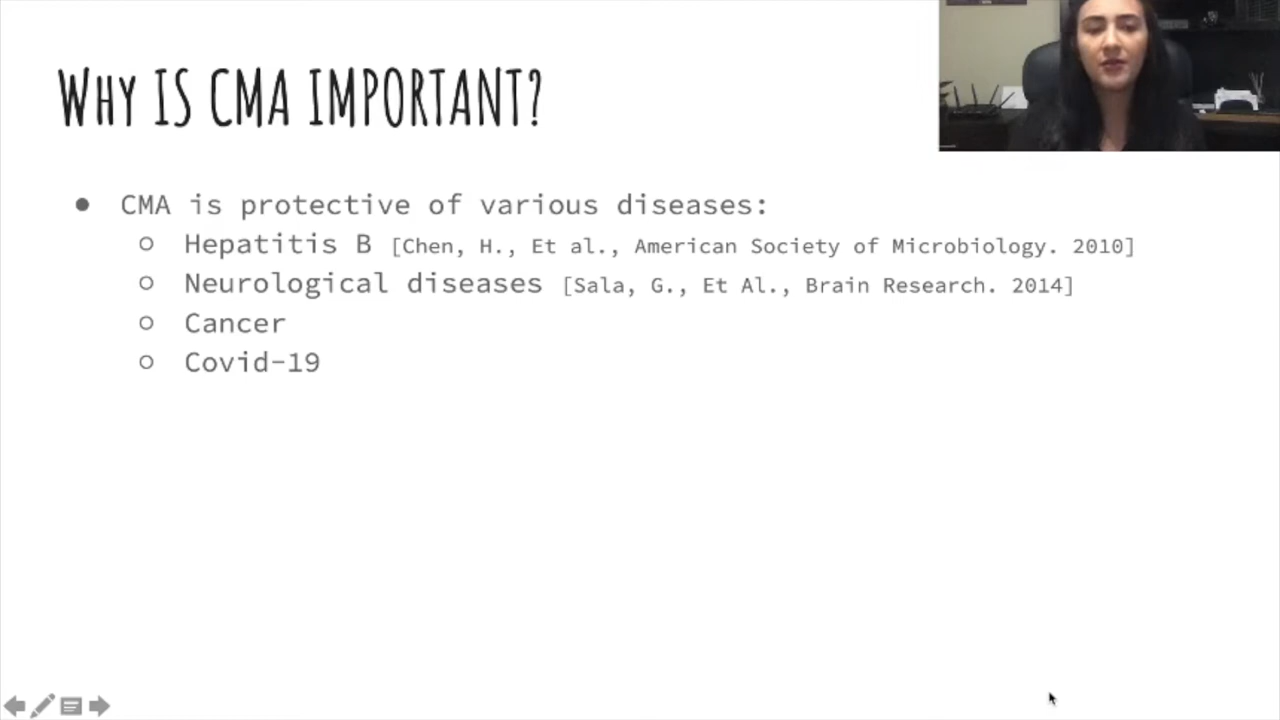 WHY IS CMA IMPORTANT?
● CMA is protective of various diseases:
○ Hepatitis B [Chen, H., Et al., American Society of Microbiology. 2010]
○ Neurological diseases [Sala, G., Et Al., Brain Research. 2014]
○ Cancer
○ Covid-19